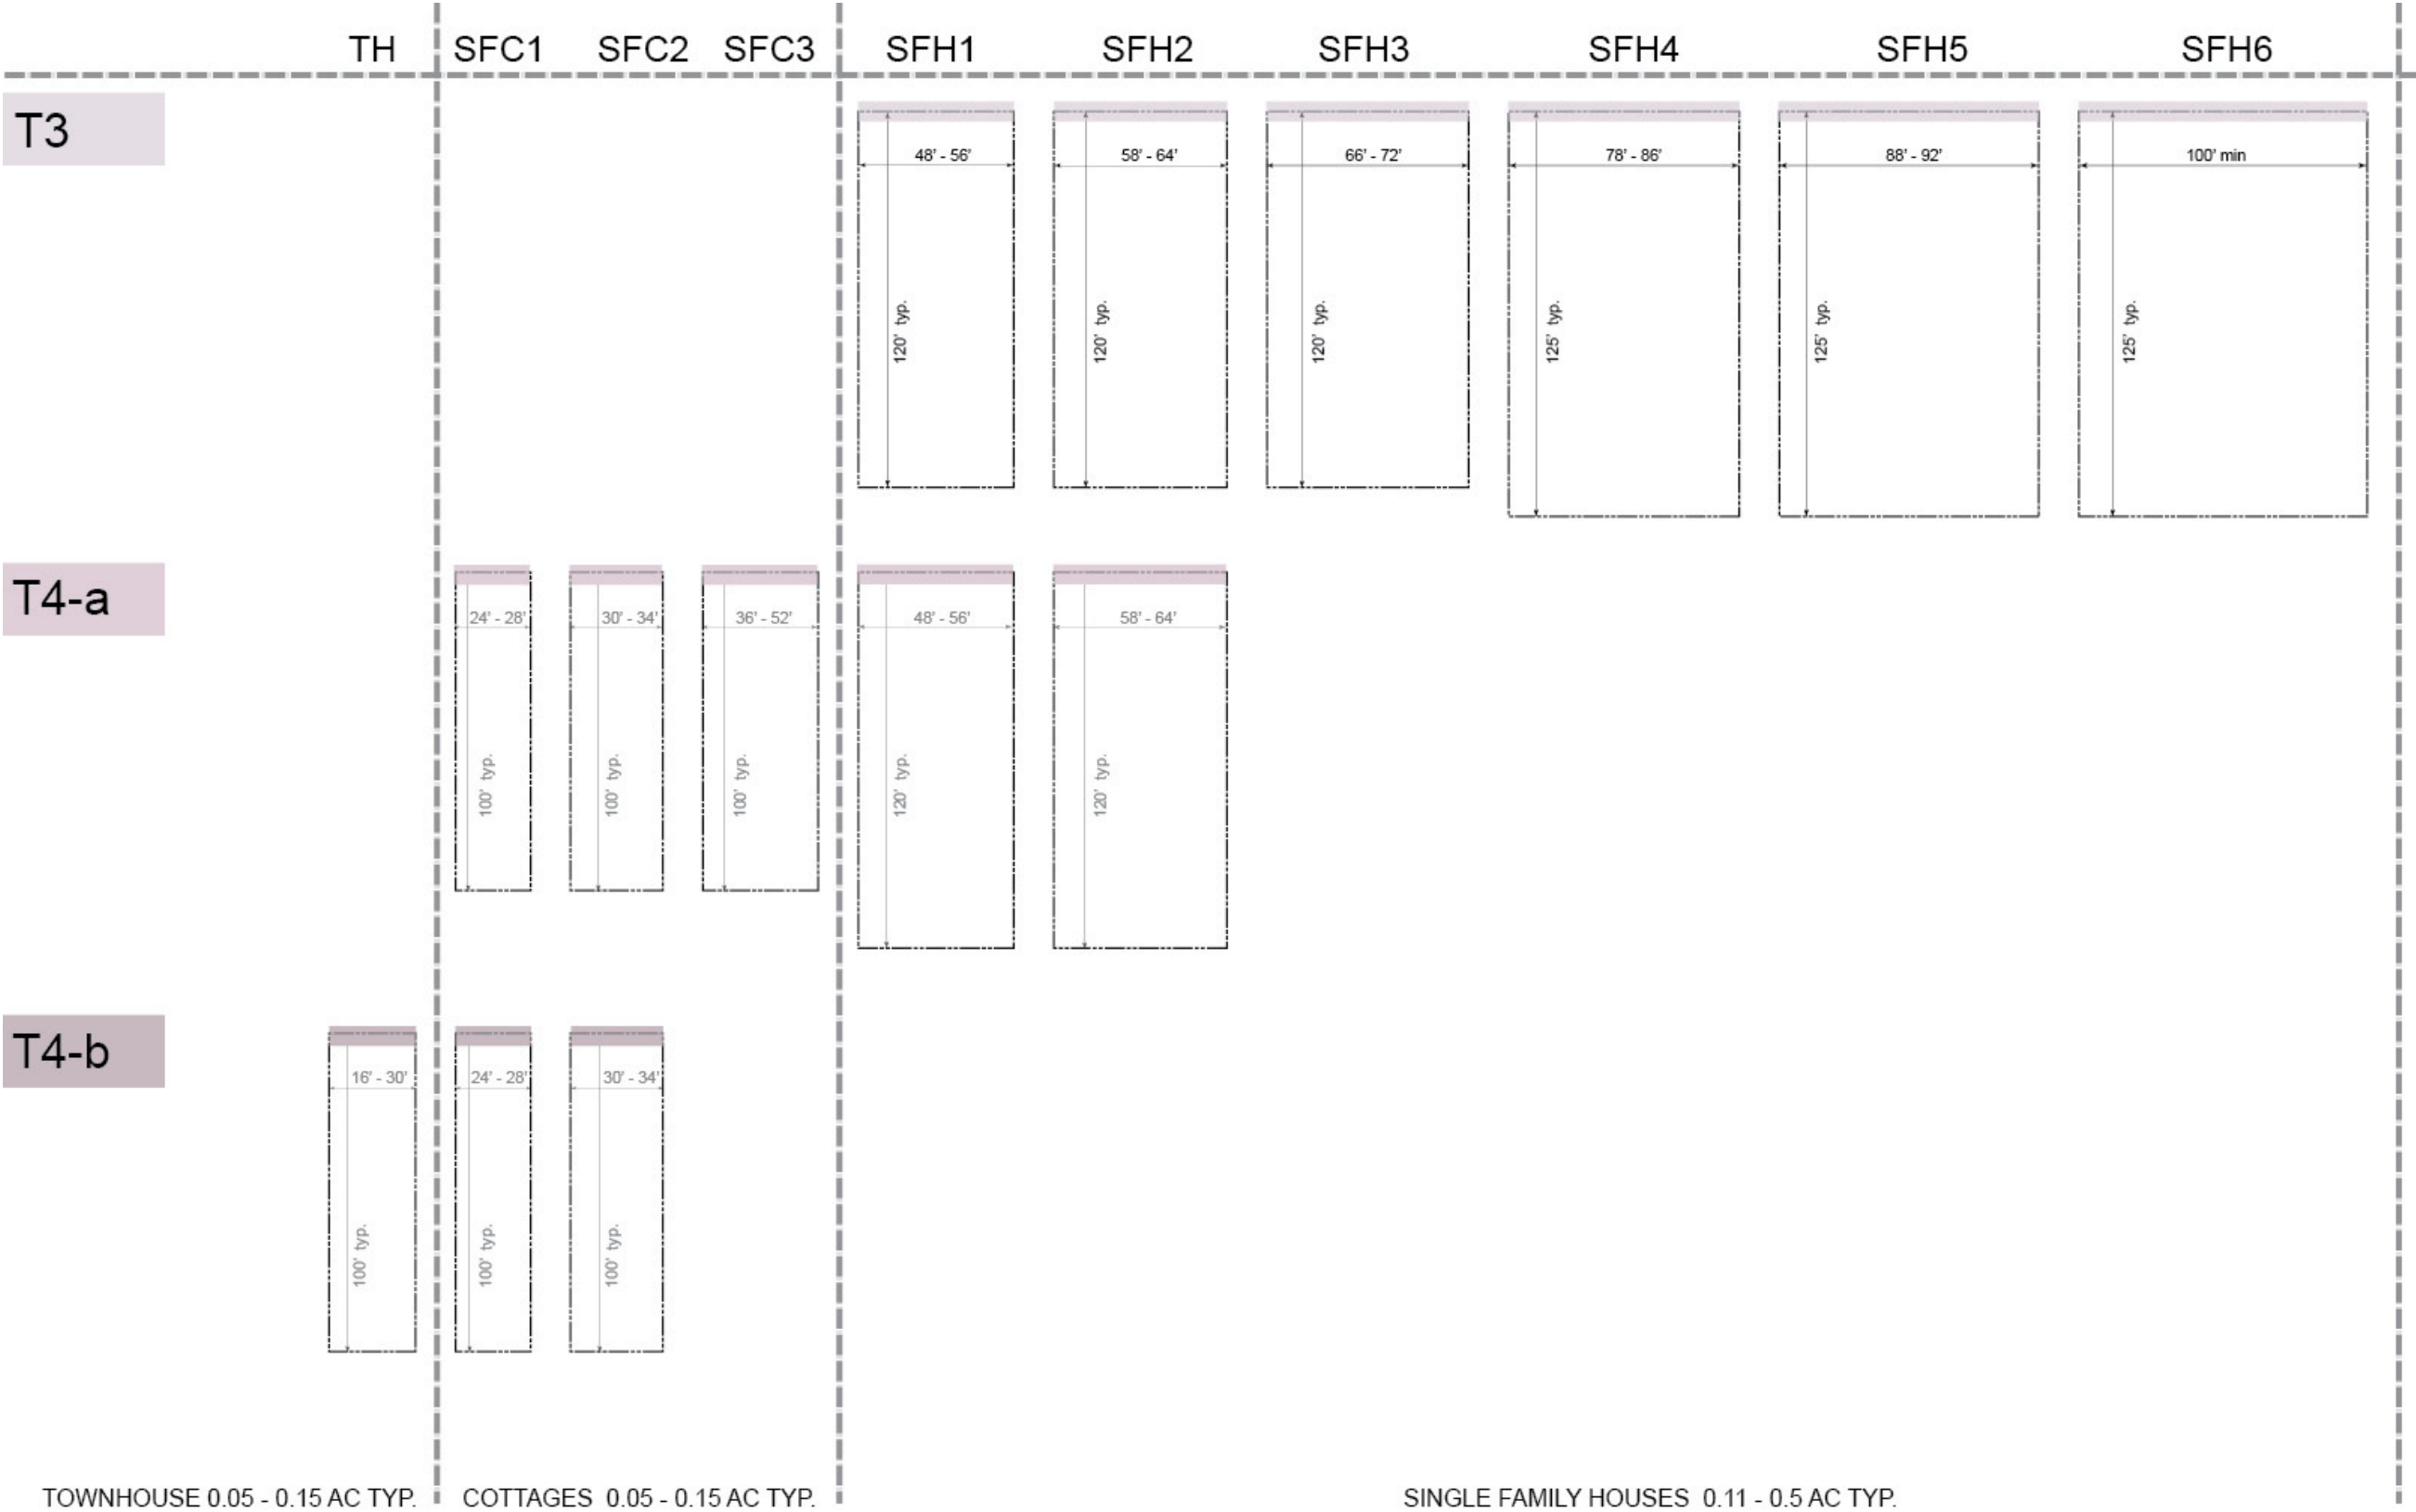 TH SFC1 SFC2 SFC3 SFH1 SFH2 SFH3 SFH4 SFH5 SFH6
T3
48' - 56' 58' - 64' 66' - 72' 78' - 86' 88' - 92' 100' min
120' typ. 120' typ. 120' typ. 125' typ. 125' typ. 125' typ.
T4-a
24' - 28' 30' - 34' 36' - 52' 48' - 56' 58' - 64'
100' typ. 100' typ. 100' typ. 120' typ. 120' typ.
T4-b
16' - 30' 24' - 28' 30' - 34'
100' typ. 100' typ. 100' typ.
TOWNHOUSE 0.05 - 0.15 AC TYP. COTTAGES 0.05 - 0.15 AC TYP. SINGLE FAMILY HOUSES 0.11 - 0.5 AC TYP.